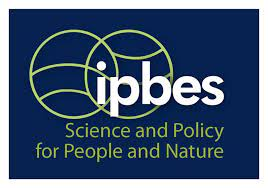 ipbes
Science and Policy
for People and Nature